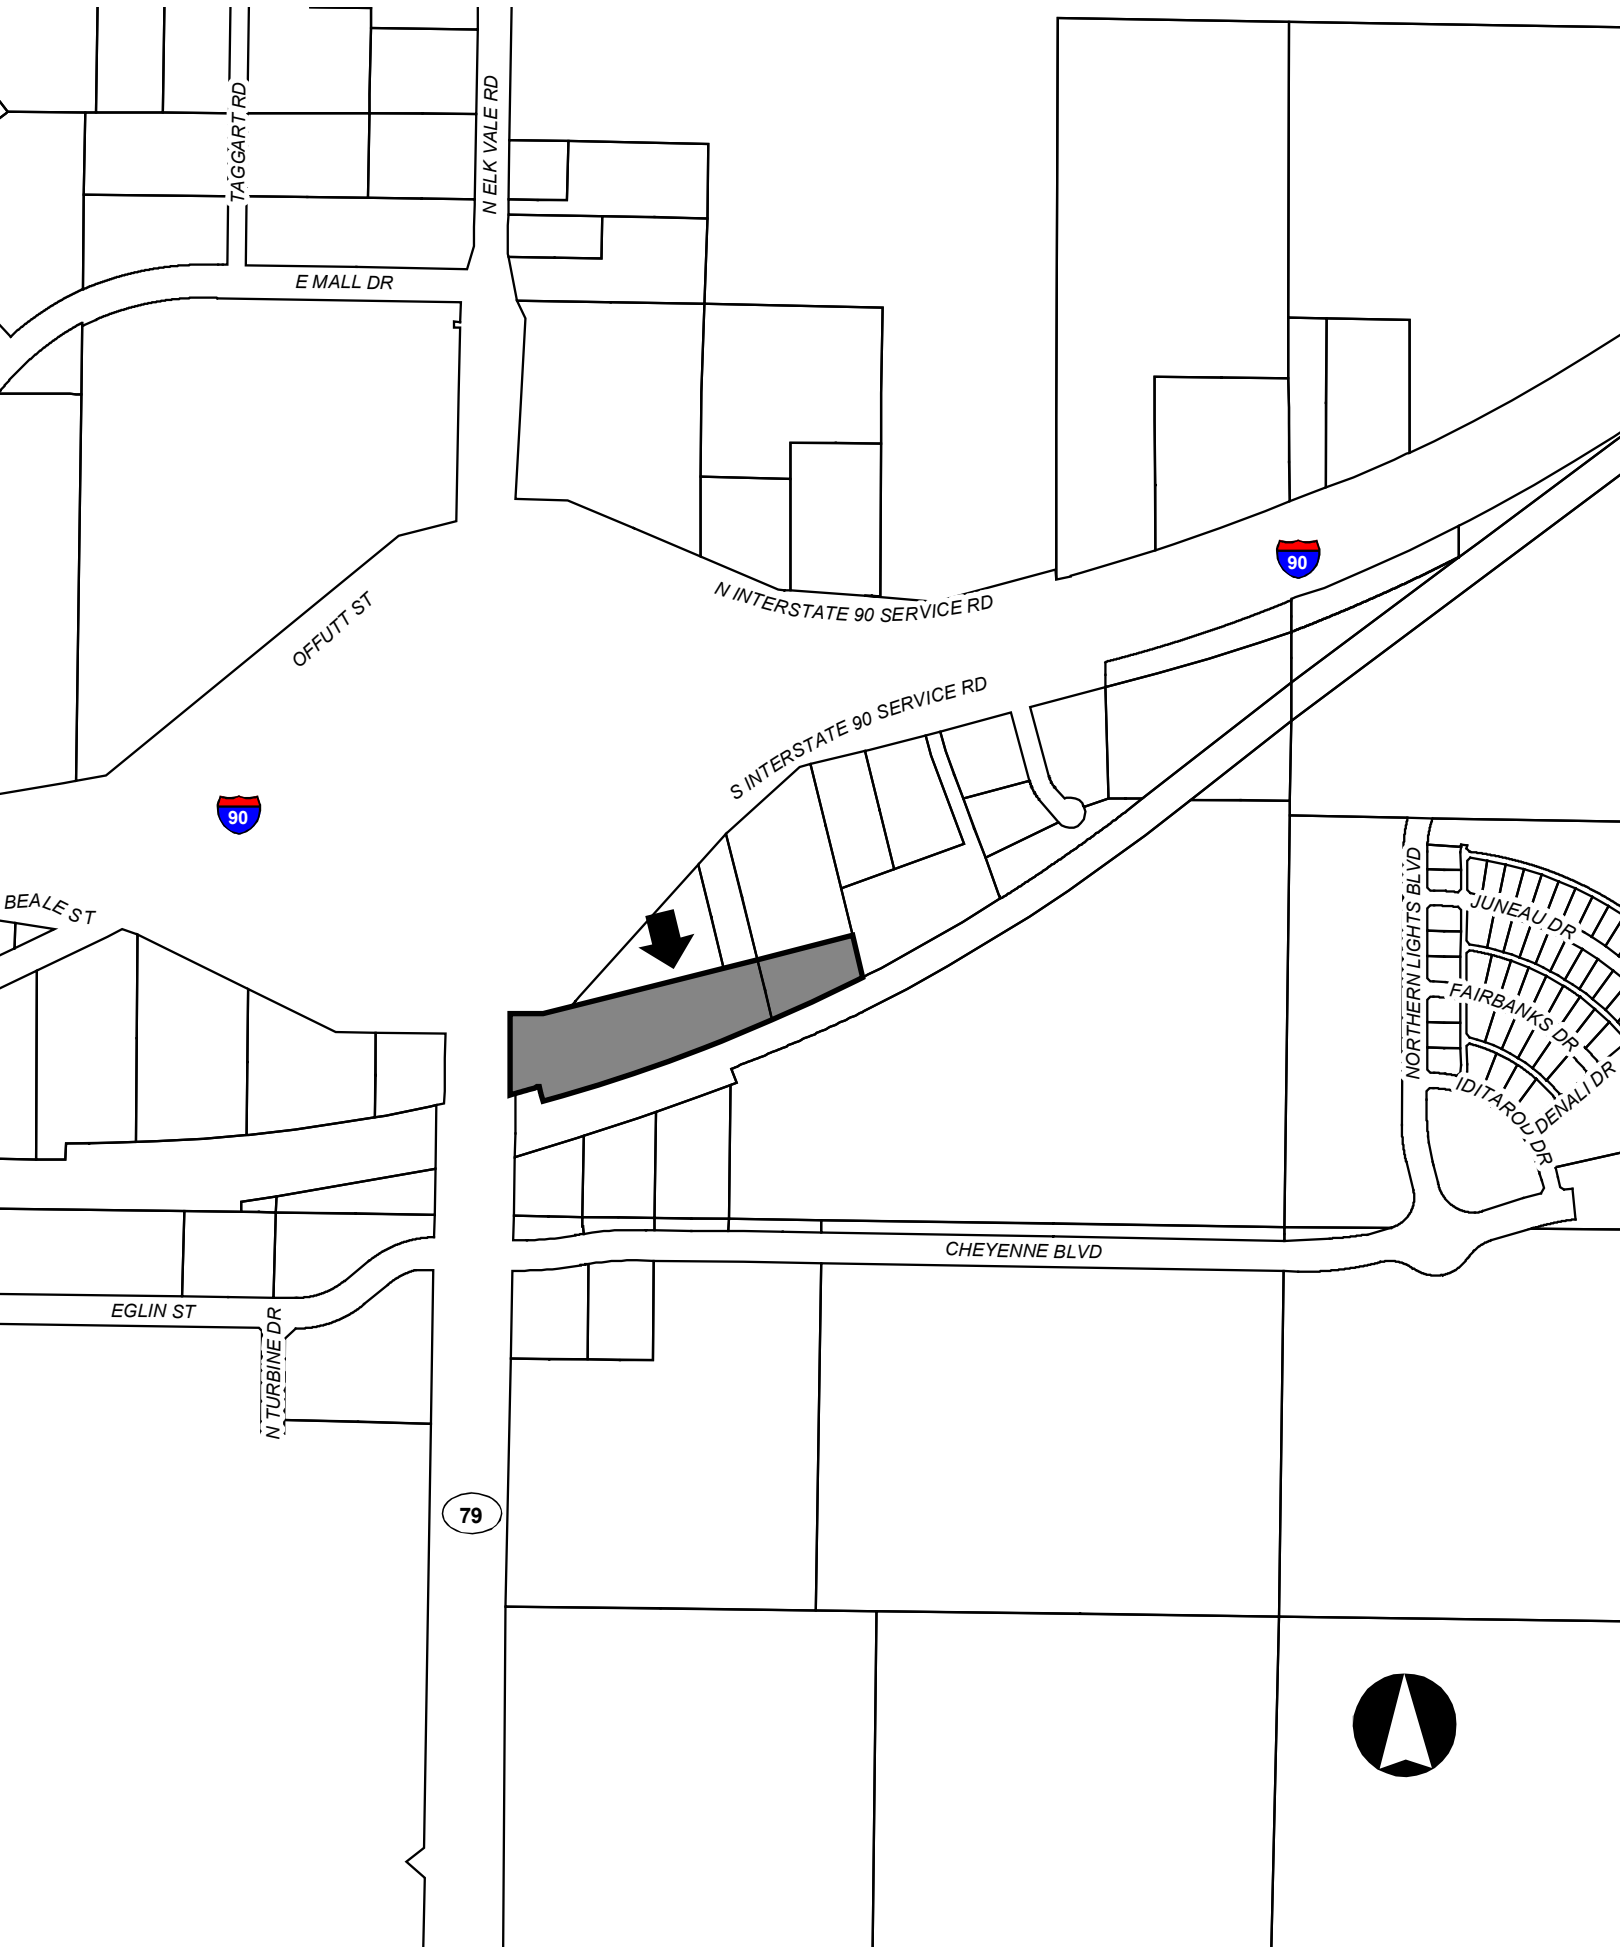 TAGGART RD
N ELK VALE RD
E MALL DR
90
OFFUTT ST
N INTERSTATE 90 SERVICE RD
S INTERSTATE 90 SERVICE RD
90
BEALE ST
NORTHERN LIGHTS BLVD
JUNEAU DR
FAIRBANKS DR
IDITAROD DR
DENALI DR
CHEYENNE BLVD
EGLIN ST
N TURBINE DR
79